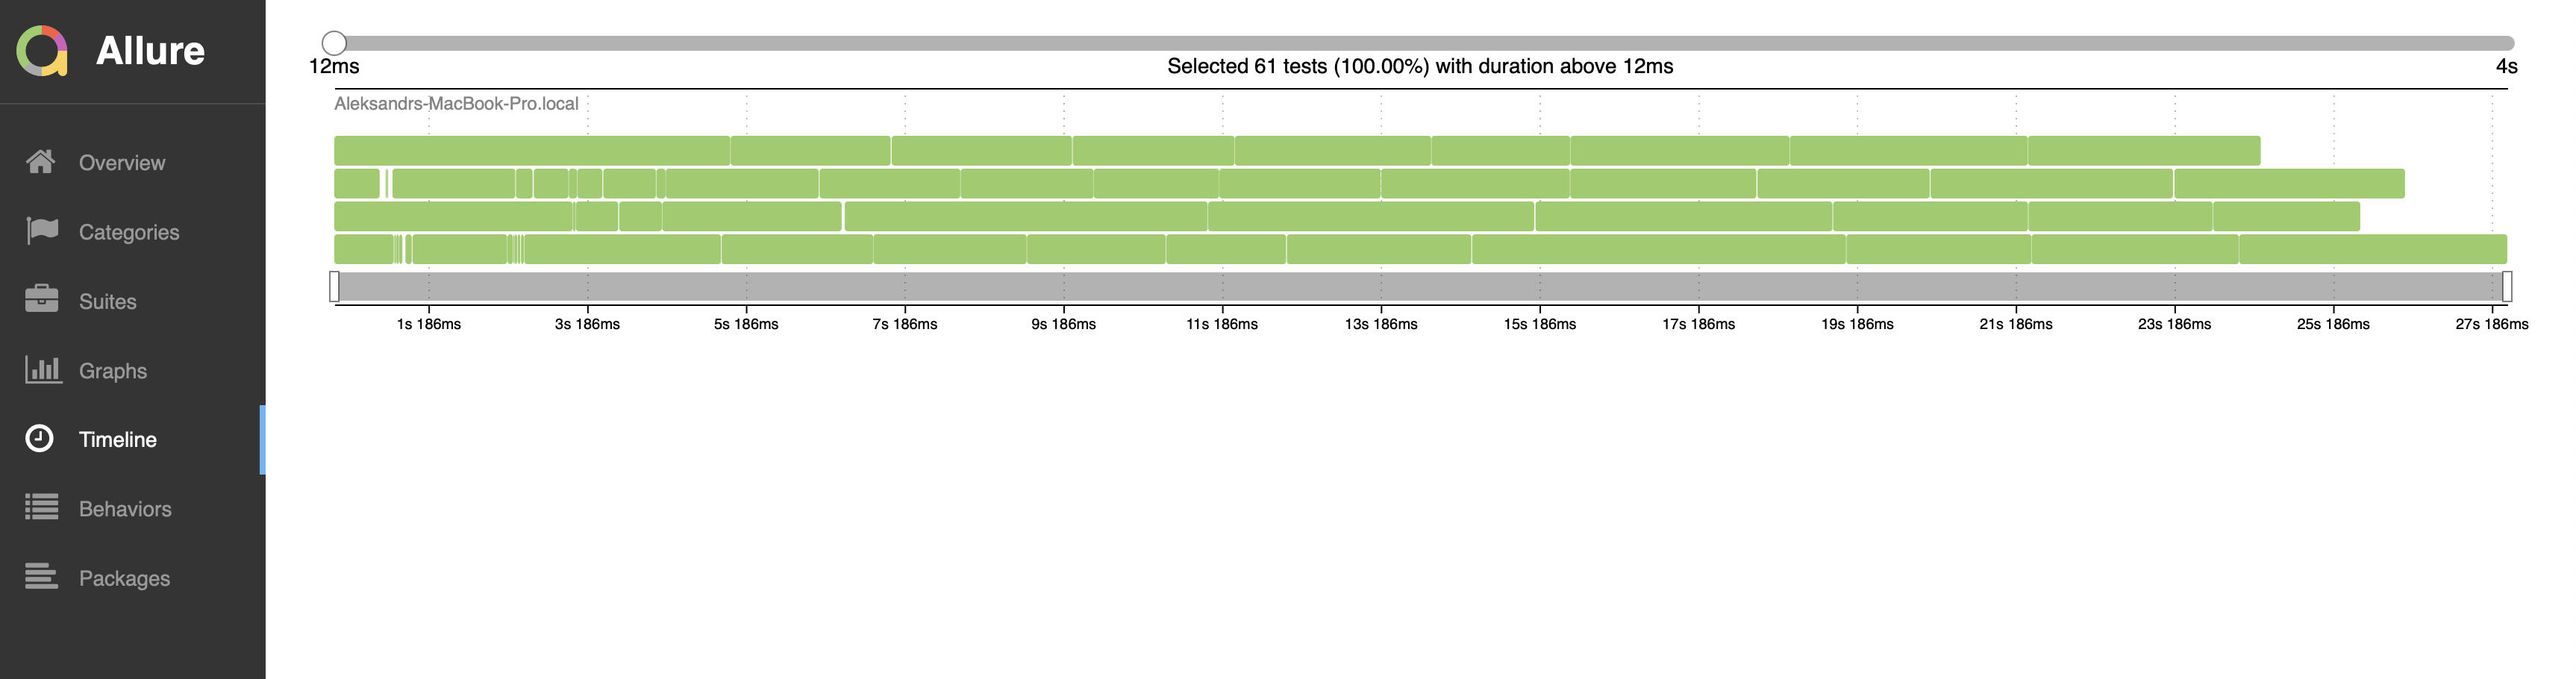 Allure
Overview
Categories
Suites
Graphs
Timeline
Behaviors
Packages
12ms
Selected 61 tests (100.00%) with duration above 12ms
4s
Aleksandrs-MacBook-Pro.local
1s 186ms 3s 186ms 5s 186ms 7s 186ms 9s 186ms 11s 186ms 13s 186ms 15s 186ms 17s 186ms 19s 186ms 21s 186ms 23s 186ms 25s 186ms 27s 186ms